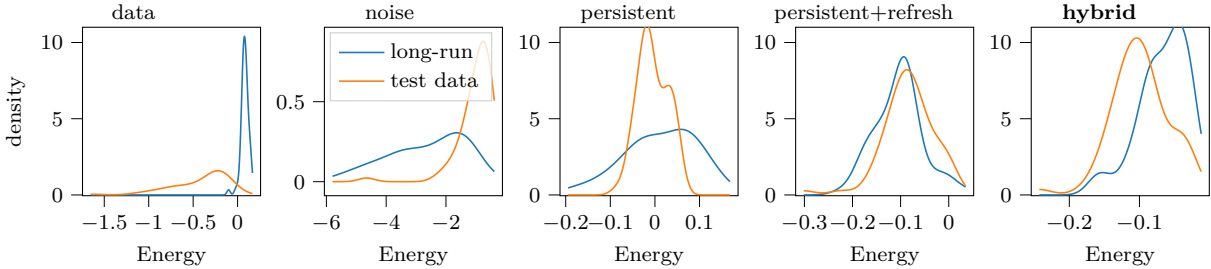 data noise persistent persistent+refresh hybrid
10 10 10 10
long-run
test data
0.5
5 5 5 5
density
0 0 0 0 0
−1.5 −1 −0.5 0 −6 −4 −2 −0.2 −0.1 0 0.1 −0.3 −0.2 −0.1 0 −0.2 −0.1
Energy Energy Energy Energy Energy